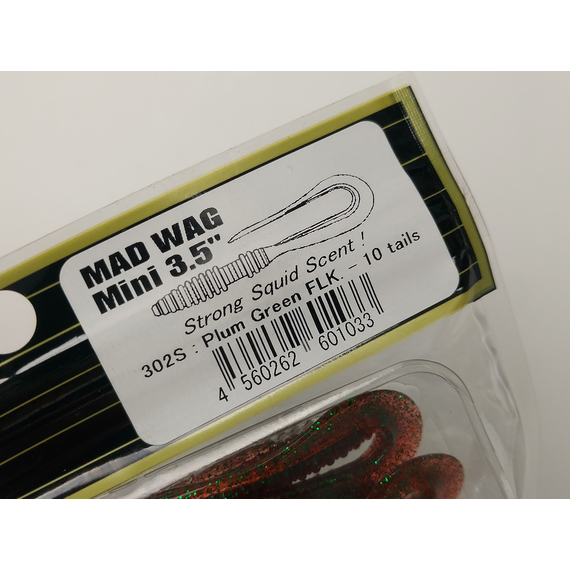 MAD WAG
Mini 3.5"
Strong Squid Scent !
302S : Plum Green FLK. - 10 tails
4 560262 601033